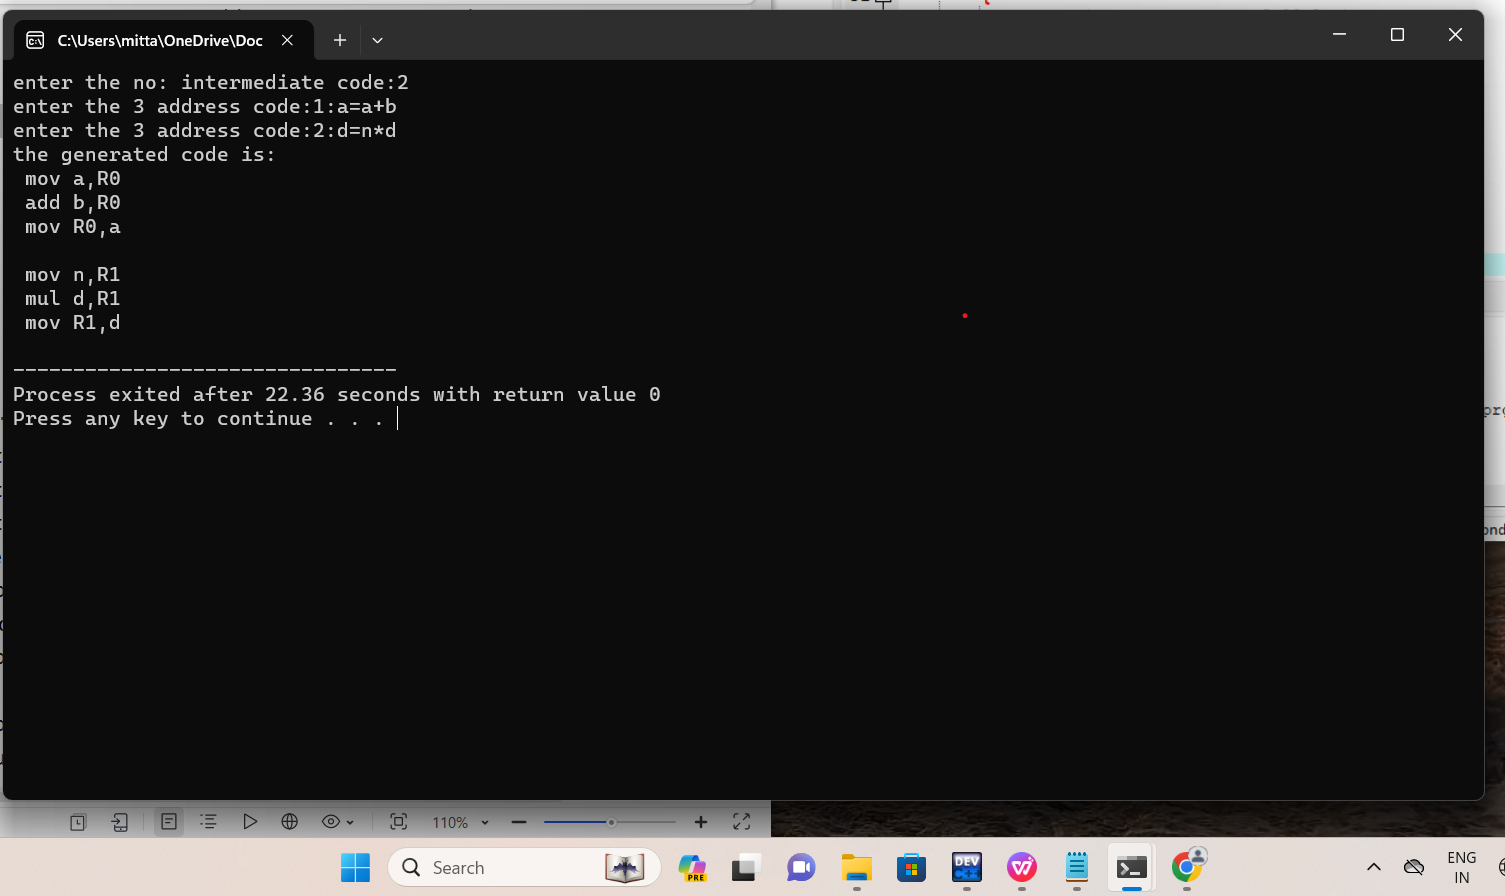 C:\Users\mitta\OneDrive\Doc
enter the no: intermediate code:2
enter the 3 address code:1:a=a+b
enter the 3 address code:2:d=n*d
the generated code is:
mov a,R0
add b,R0
mov R0,a
mov n,R1
mul d,R1
mov R1,d
--------------------------------
Process exited after 22.36 seconds with return value 0
Press any key to continue . . .
110%
Search
PRE
DEV
C++
ENG
IN